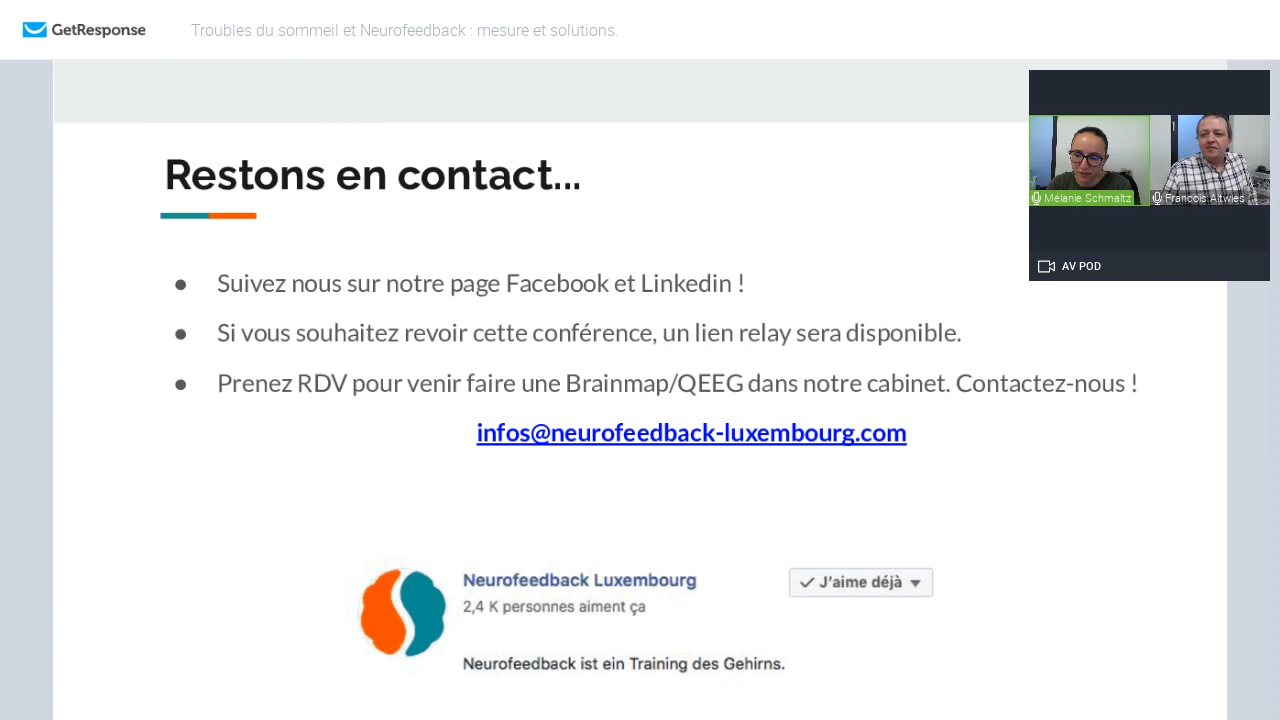 GetResponse
Troubles du sommeil et Neurofeedback : mesure et solutions.
Restons en contact...
Mélanie Schmaltz
Francois Altwies
AV POD
● Suivez nous sur notre page Facebook et Linkedin !
● Si vous souhaitez revoir cette conférence, un lien relay sera disponible.
● Prenez RDV pour venir faire une Brainmap/QEEG dans notre cabinet. Contactez-nous !
infos@neurofeedback-luxembourg.com
Neurofeedback Luxembourg
J'aime déjà
2,4 K personnes aiment ça
Neurofeedback ist ein Training des Gehirns.